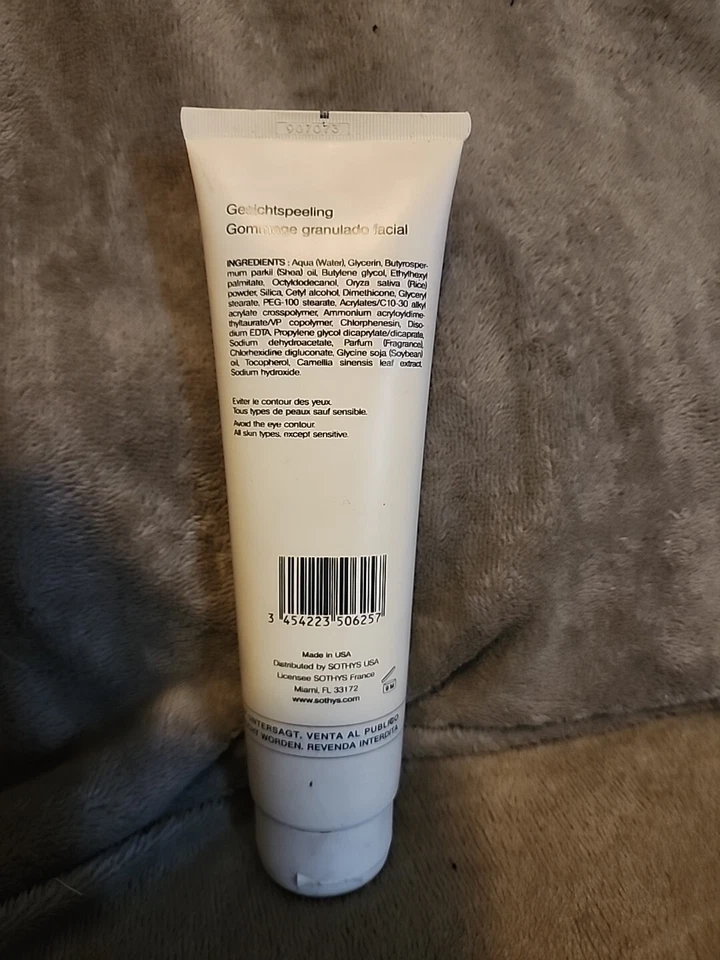 907073
Gesichtspeeling
Gommage granulado facial
INGREDIENTS : Aqua (Water), Glycerin, Butyrosper-
mum parkii (Shea) oil, Butylene glycol, Ethylhexyl
palmitate, Octyldodecanol, Oryza sativa (Rice)
powder, Silica, Cetyl alcohol, Dimethicone, Glyceryl
stearate, PEG-100 stearate, Acrylates/C10-30 alkyl
acrylate crosspolymer, Ammonium acryloyldime-
thyltaurate/VP copolymer, Chlorphenesin, Diso-
dium EDTA, Propylene glycol dicaprylate/dicaprate,
Sodium dehydroacetate, Parfum (Fragrance),
Chlorhexidine digluconate, Glycine soja (Soybean)
oil, Tocopherol, Camellia sinensis leaf extract,
Sodium hydroxide.
Eviter le contour des yeux.
Tous types de peaux sauf sensible.
Avoid the eye contour.
All skin types, except sensitive.
3 454223 506257
Made in USA
Distributed by SOTHYS USA
Licensee SOTHYS France
Miami, FL 33172
www.sothys.com
NTERSAGT, VENTA AL PUBLICO
WORDEN. REVENDA INTERDITA